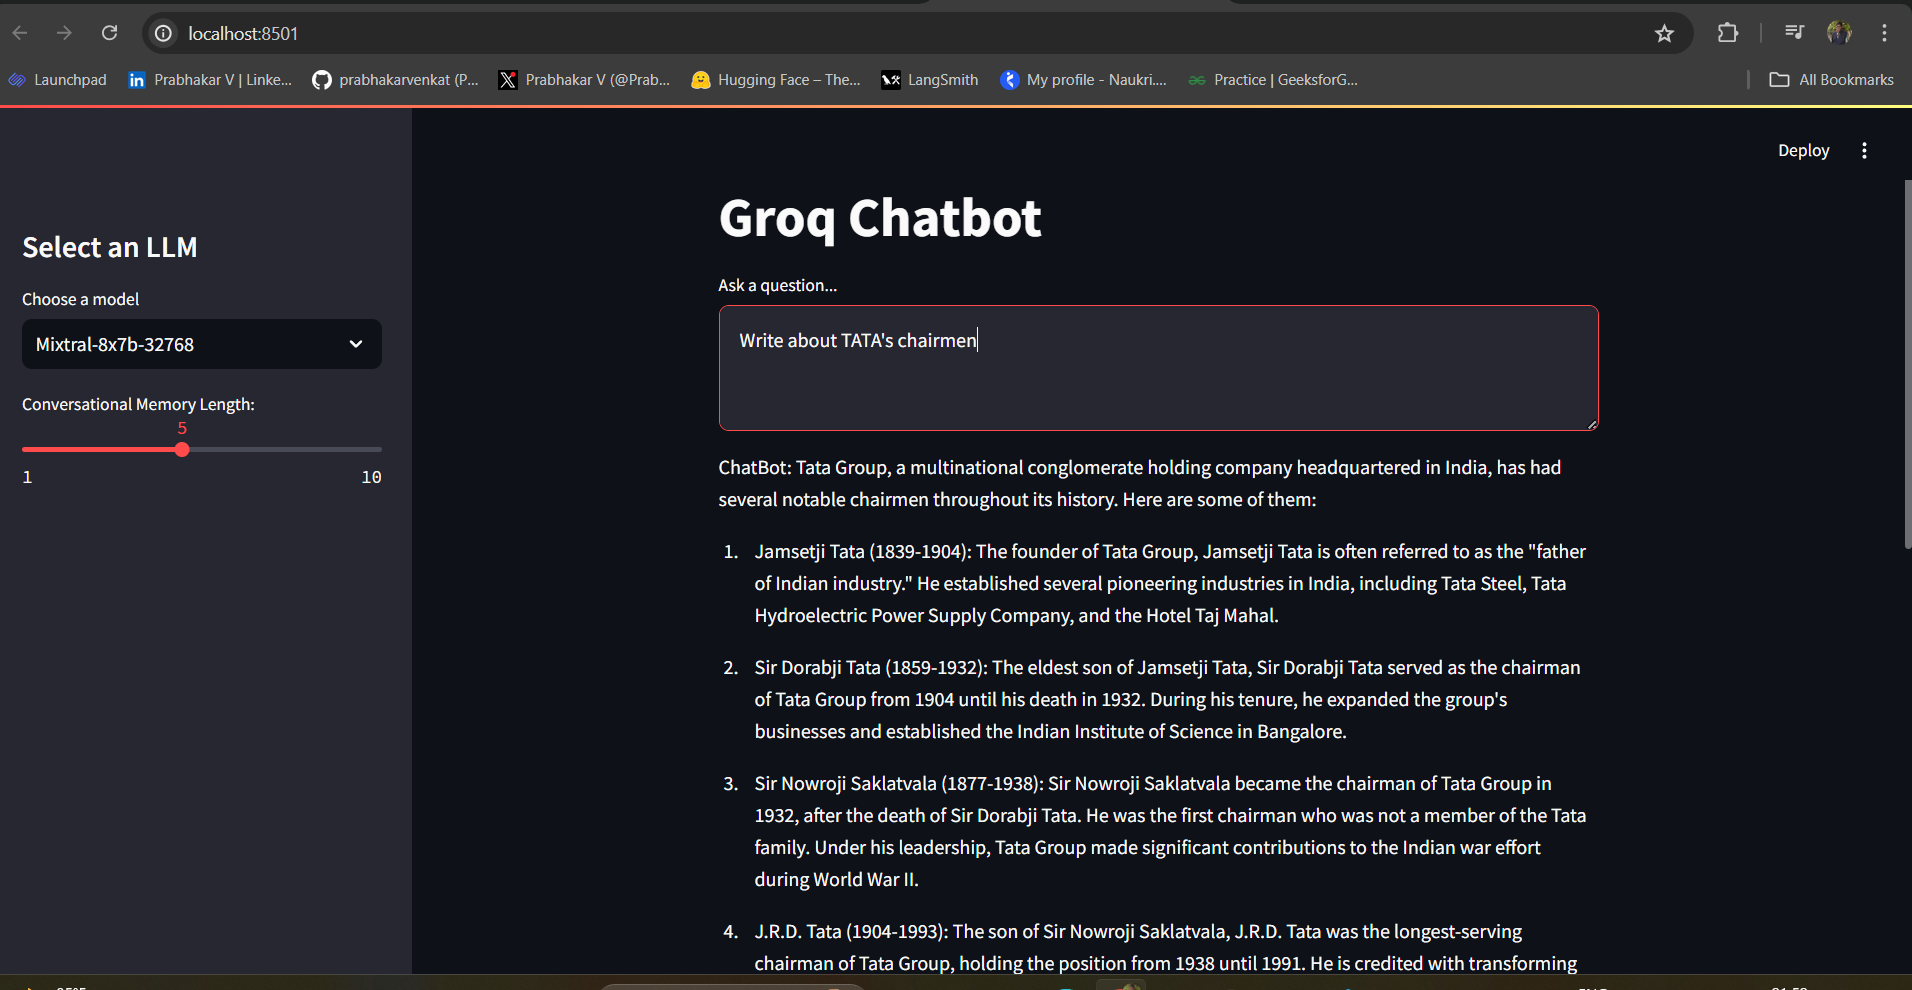 localhost:8501
Launchpad
Prabhakar V | Linke...
prabhakarvenkat (P...
Prabhakar V (@Prab...
Hugging Face – The...
LangSmith
My profile - Naukri....
Practice | GeeksforG...
All Bookmarks
Deploy
Select an LLM
Choose a model
Mixtral-8x7b-32768
Conversational Memory Length:
5
1
10
Groq Chatbot
Ask a question...
Write about TATA's chairmen
ChatBot: Tata Group, a multinational conglomerate holding company headquartered in India, has had
several notable chairmen throughout its history. Here are some of them:
1. Jamsetji Tata (1839-1904): The founder of Tata Group, Jamsetji Tata is often referred to as the "father
of Indian industry." He established several pioneering industries in India, including Tata Steel, Tata
Hydroelectric Power Supply Company, and the Hotel Taj Mahal.
2. Sir Dorabji Tata (1859-1932): The eldest son of Jamsetji Tata, Sir Dorabji Tata served as the chairman
of Tata Group from 1904 until his death in 1932. During his tenure, he expanded the group's
businesses and established the Indian Institute of Science in Bangalore.
3. Sir Nowroji Saklatvala (1877-1938): Sir Nowroji Saklatvala became the chairman of Tata Group in
1932, after the death of Sir Dorabji Tata. He was the first chairman who was not a member of the Tata
family. Under his leadership, Tata Group made significant contributions to the Indian war effort
during World War II.
4. J.R.D. Tata (1904-1993): The son of Sir Nowroji Saklatvala, J.R.D. Tata was the longest-serving
chairman of Tata Group, holding the position from 1938 until 1991. He is credited with transforming